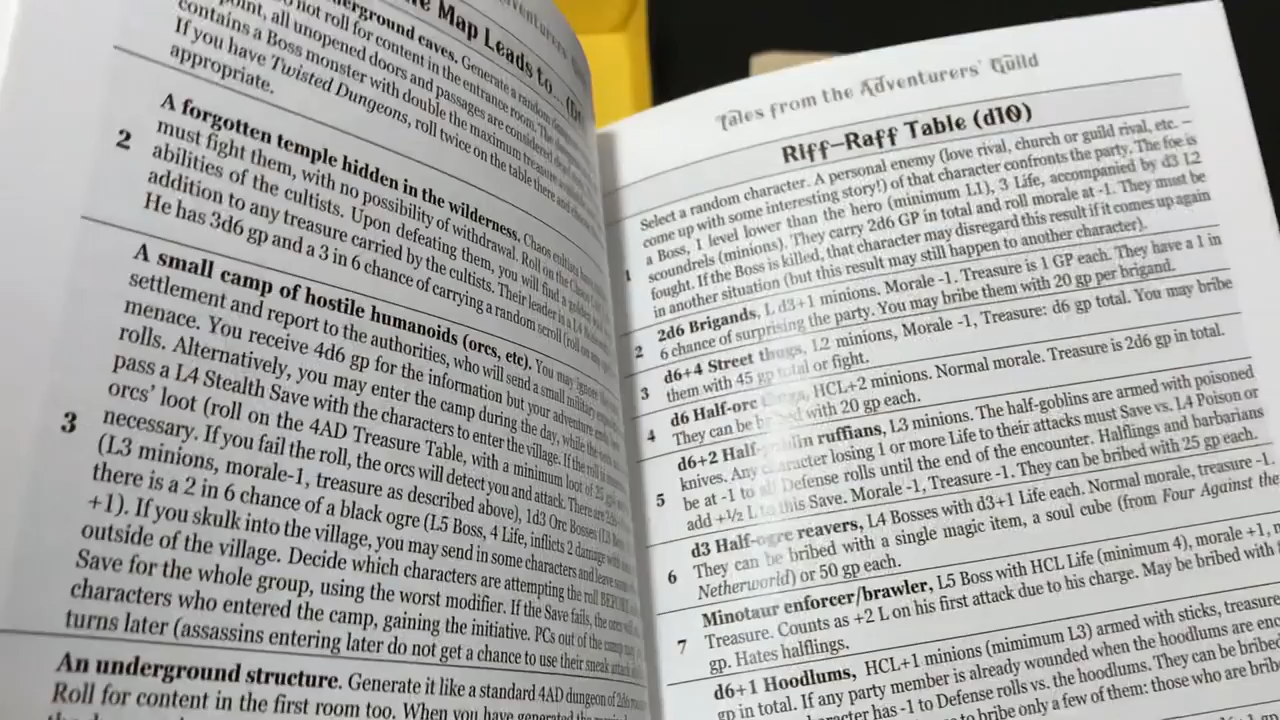 e Map Leads to... (D
erground caves. Generate a random
not roll for content in the entrance room. The
point, all unopened doors and passages are considered
contains a Boss monster with double the maximum treasure
If you have Twisted Dungeons, roll twice on the table there and
appropriate.
2
A forgotten temple hidden in the wilderness. Chaos cultists
must fight them, with no possibility of withdrawal. Roll on the Chaos
abilities of the cultists. Upon defeating them, you will find a golden
addition to any treasure carried by the cultists. Their leader is a L4
He has 3d6 gp and a 3 in 6 chance of carrying a random scroll (roll on
3
A small camp of hostile humanoids (orcs, etc). You may ignore
settlement and report to the authorities, who will send a small military
menace. You receive 4d6 gp for the information but your adventure ends
rolls. Alternatively, you may enter the camp during the day, while the
pass a L4 Stealth Save with the characters to enter the village. If the roll is
orcs' loot (roll on the 4AD Treasure Table, with a minimum loot of 25
necessary. If you fail the roll, the orcs will detect you and attack. There are
(L3 minions, morale-1, treasure as described above), 1d3 Orc Bosses (L3
there is a 2 in 6 chance of a black ogre (L5 Boss, 4 Life, inflicts 2 damage
+1). If you skulk into the village, you may send in some characters and leave
outside of the village. Decide which characters are attempting the roll BEFORE
Save for the whole group, using the worst modifier. If the Save fails, the orcs
characters who entered the camp, gaining the initiative. PCs out of the camp
turns later (assassins entering later do not get a chance to use their sneak attack
An underground structure. Generate it like a standard 4AD dungeon of 2d6
Roll for content in the first room too. When you have generated the
Tales from the Adventurers' Guild
Riff-Raff Table (d10)
1
Select a random character. A personal enemy (love rival, church or guild rival, etc. –
come up with some interesting story!) of that character confronts the party. The foe is
a Boss, 1 level lower than the hero (minimum L1), 3 Life, accompanied by d3 L2
scoundrels (minions). They carry 2d6 GP in total and roll morale at -1. They must be
fought. If the Boss is killed, that character may disregard this result if it comes up again
in another situation (but this result may still happen to another character).
2
2d6 Brigands, L d3+1 minions. Morale -1. Treasure is 1 GP each. They have a 1 in
6 chance of surprising the party. You may bribe them with 20 gp per brigand.
3
d6+4 Street thugs, L2 minions, Morale -1, Treasure: d6 gp total. You may bribe
them with 45 gp total or fight.
4
d6 Half-orc HCL+2 minions. Normal morale. Treasure is 2d6 gp in total.
They can be bribed with 20 gp each.
5
d6+2 Half-goblin ruffians, L3 minions. The half-goblins are armed with poisoned
knives. Any character losing 1 or more Life to their attacks must Save vs. L4 Poison or
be at -1 to all Defense rolls until the end of the encounter. Halflings and barbarians
add +½ L to this Save. Morale -1, Treasure -1. They can be bribed with 25 gp each.
6
d3 Half-ogre reavers, L4 Bosses with d3+1 Life each. Normal morale, treasure -1.
They can be bribed with a single magic item, a soul cube (from Four Against the
Netherworld) or 50 gp each.
7
Minotaur enforcer/brawler, L5 Boss with HCL Life (minimum 4), morale +1,
Treasure. Counts as +2 L on his first attack due to his charge. May be bribed with
gp. Hates halflings.
d6+1 Hoodlums, HCL+1 minions (mimimum L3) armed with sticks, treasure
gp in total. If any party member is already wounded when the hoodlums are
has -1 to Defense rolls vs. the hoodlums. They can be bribed
to bribe only a few of them: those who are